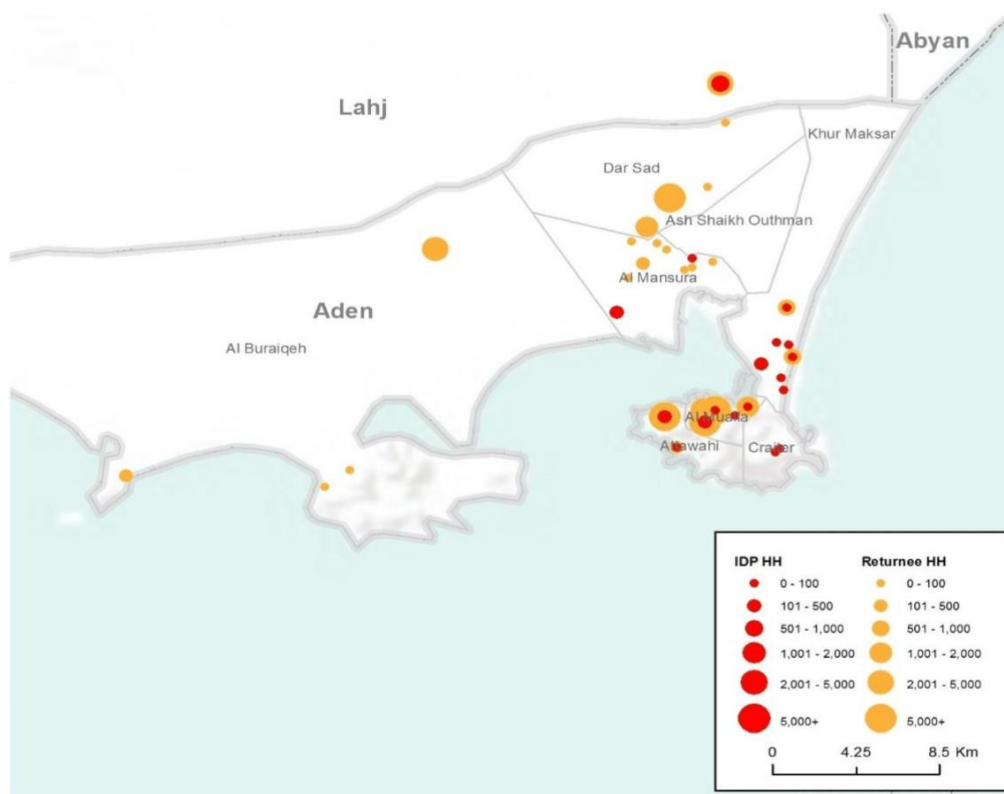 Abyan
Lahj
Khur Maksar
Dar Sad
Ash Shaikh Outhman
Al Mansura
Aden
Al Buraiqeh
Al Mualla
Attawahi
Crater
IDP HH
Returnee HH
0 - 100
0 - 100
101 - 500
101 - 500
501 - 1,000
501 - 1,000
1,001 - 2,000
1,001 - 2,000
2,001 - 5,000
2,001 - 5,000
5,000+
5,000+
0
4.25
8.5 Km